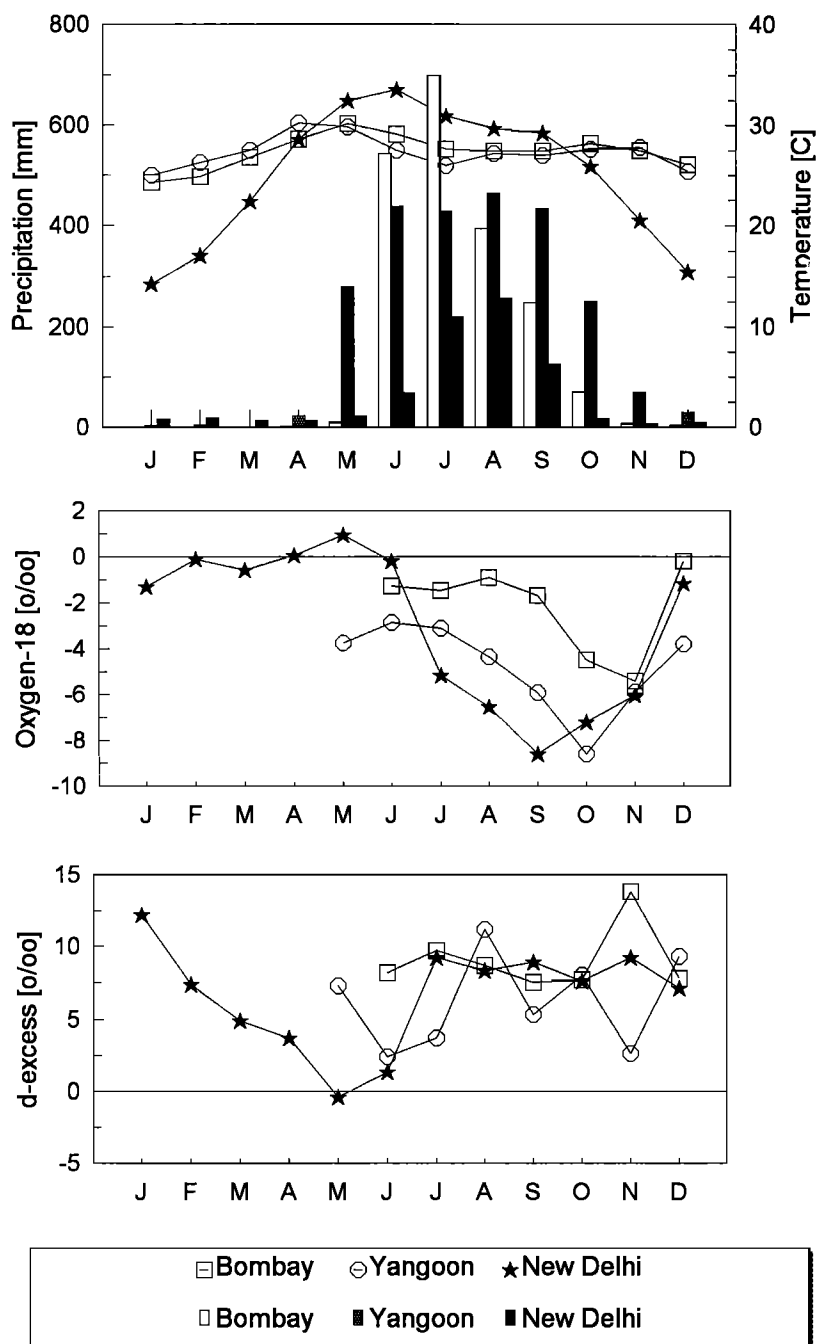 800
600
400
200
0
Precipitation [mm]
40
30
20
10
0
Temperature [C]
J F M A M J J A S O N D
2
0
-2
-4
-6
-8
-10
Oxygen-18 [o/oo]
J F M A M J J A S O N D
15
10
5
0
-5
d-excess [o/oo]
J F M A M J J A S O N D
Bombay Yangoon New Delhi
Bombay Yangoon New Delhi